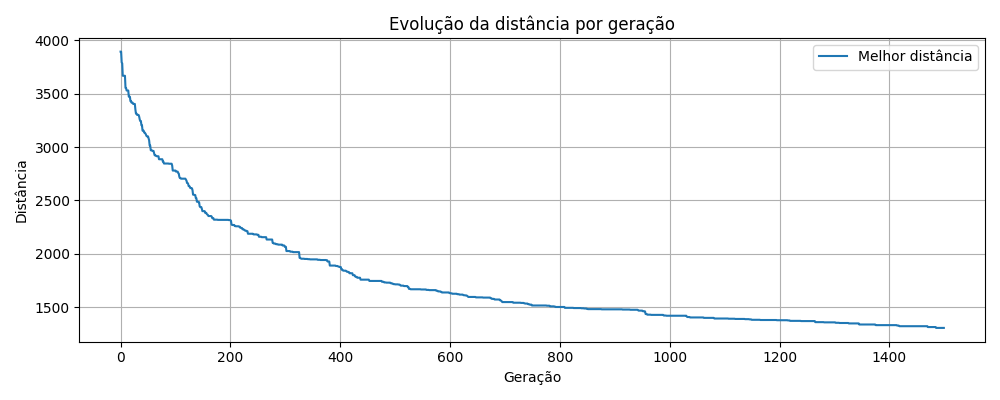 Evolução da distância por geração
Melhor distância
Distância
4000
3500
3000
2500
2000
1500
0 200 400 600 800 1000 1200 1400
Geração